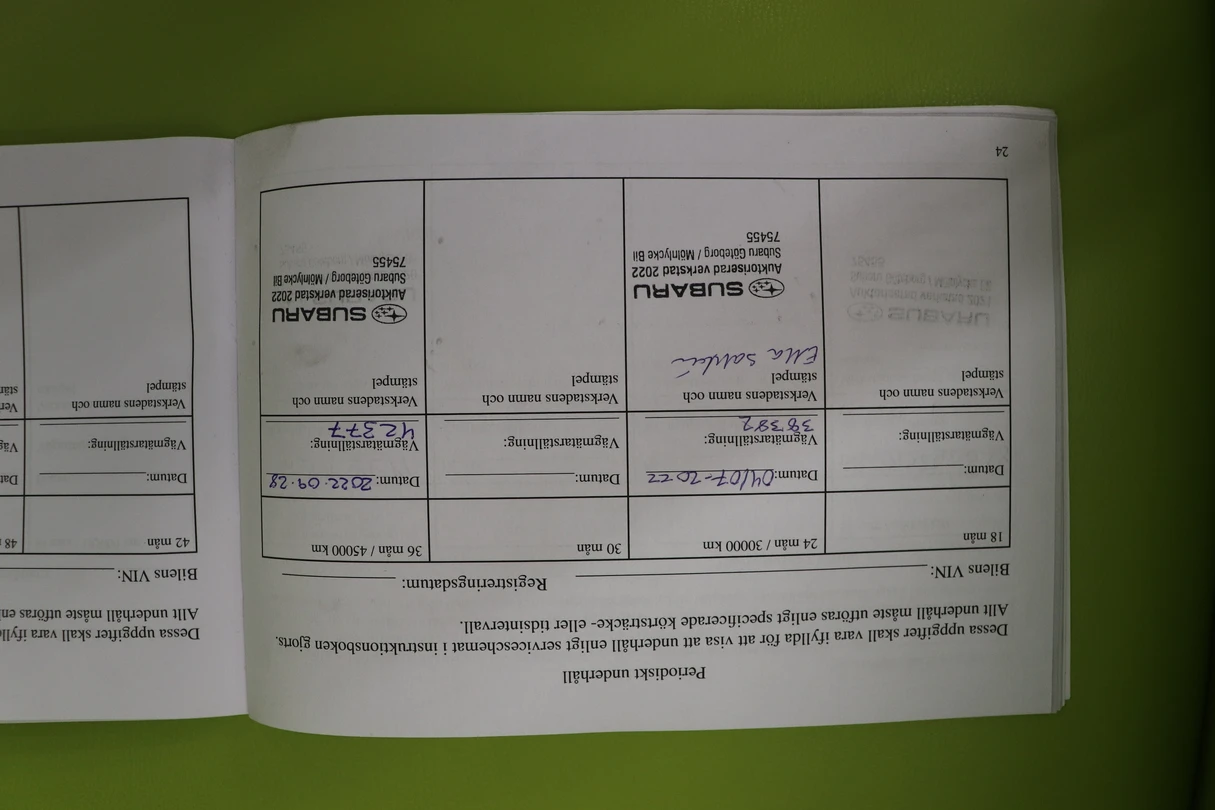 Periodiskt underhåll
Dessa uppgifter skall vara ifyllda för att visa att underhåll enligt serviceschemat i instruktionsboken gjorts.
Allt underhåll måste utföras enligt specificerade körsträcke- eller tidsintervall.
Bilens VIN: Registreringsdatum:
18 mån
Datum:
Vägmätarställning:
Verkstadens namn och
stämpel
24 mån / 30000 km
Datum: 04/07-2022
Vägmätarställning:
38382
Verkstadens namn och
stämpel
Ella
SUBARU
Auktoriserad verkstad 2022
Subaru Göteborg / Mölnlycke Bil
75455
30 mån
Datum:
Vägmätarställning:
Verkstadens namn och
stämpel
36 mån / 45000 km
Datum: 2022.09.28
Vägmätarställning:
42377
Verkstadens namn och
stämpel
SUBARU
Auktoriserad verkstad 2022
Subaru Göteborg / Mölnlycke Bil
75455
24
Dessa uppgifter skall vara
Allt underhåll måste utföras
Bilens VIN:
42 mån
Datum:
Vägmätarställning:
Verkstadens namn och
stämpel
48